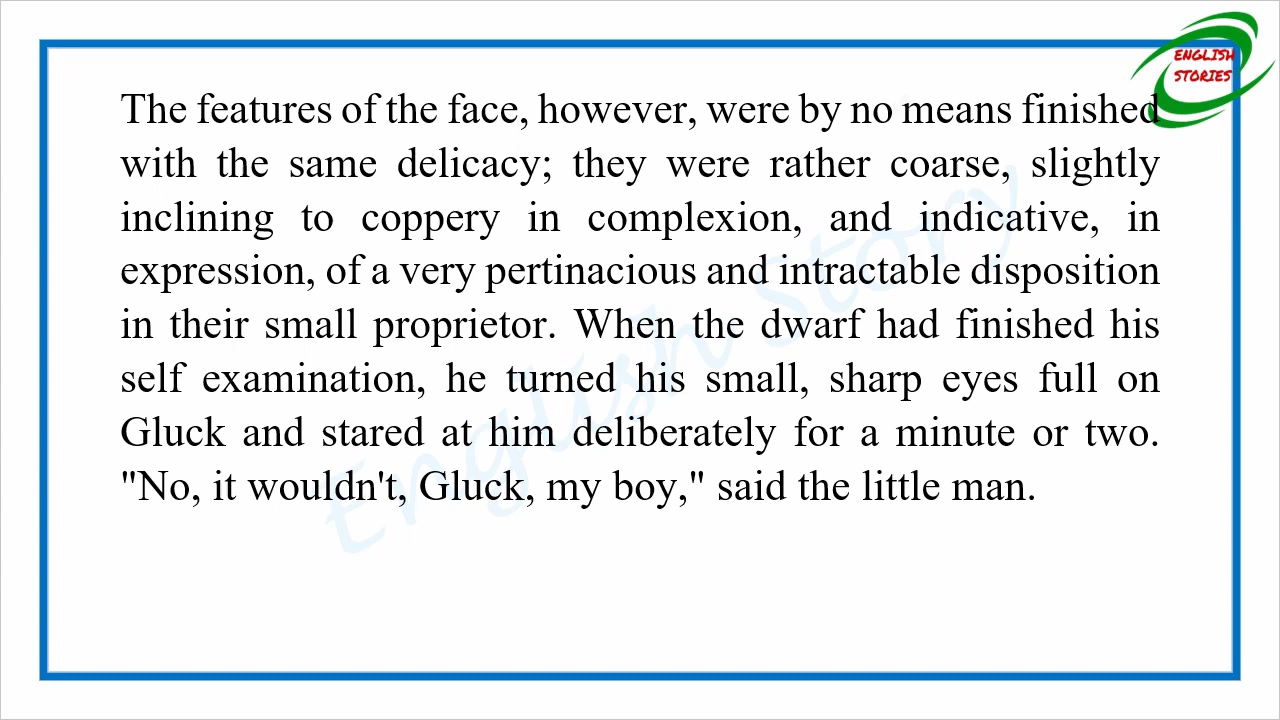 ENGLISH
STORIES
The features of the face, however, were by no means finished
with the same delicacy; they were rather coarse, slightly
inclining to coppery in complexion, and indicative, in
expression, of a very pertinacious and intractable disposition
in their small proprietor. When the dwarf had finished his
self examination, he turned his small, sharp eyes full on
Gluck and stared at him deliberately for a minute or two.
"No, it wouldn't, Gluck, my boy," said the little man.
English Story